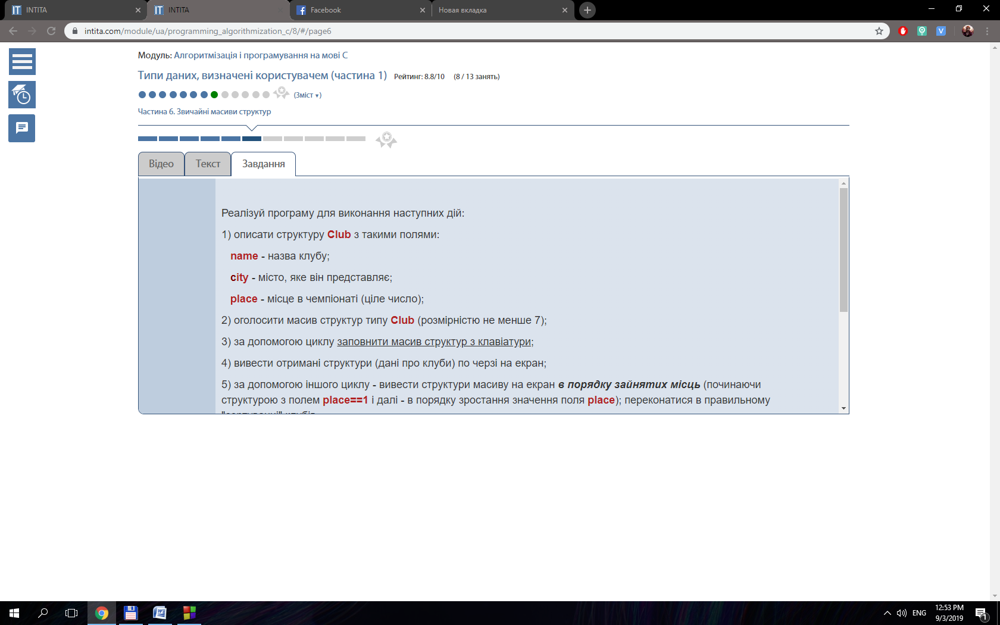 INTITA
INTITA
Facebook
Новая вкладка
intita.com/module/ua/programming_algorithmization_c/8/#/page6
Модуль: Алгоритмізація і програмування на мові С
Типи даних, визначені користувачем (частина 1) Рейтинг: 8.8/10 (8 / 13 занять)
(Зміст ▾)
Частина 6. Звичайні масиви структур
Відео Текст Завдання
Реалізуй програму для виконання наступних дій:
1) описати структуру Club з такими полями:
name - назва клубу;
city - місто, яке він представляє;
place - місце в чемпіонаті (ціле число);
2) оголосити масив структур типу Club (розмірністю не менше 7);
3) за допомогою циклу заповнити масив структур з клавіатури;
4) вивести отримані структури (дані про клуби) по черзі на екран;
5) за допомогою іншого циклу - вивести структури масиву на екран в порядку зайнятих місць (починаючи
структурою з полем place==1 і далі - в порядку зростання значення поля place); переконатися в правильному
ENG
12:53 PM
9/3/2019
1